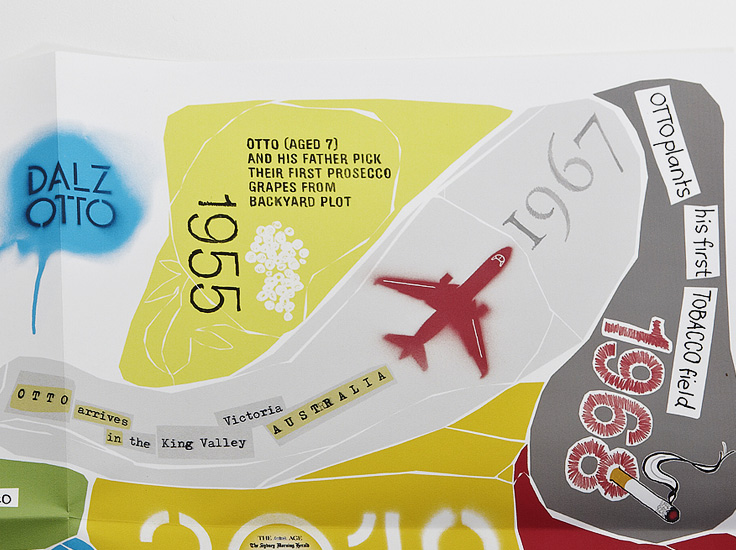 DALZ
OTTO
OTTO (AGED 7)
AND HIS FATHER PICK
THEIR FIRST PROSECCO
GRAPES FROM
BACKYARD PLOT
1955
1967
OTTO arrives
in the King Valley
Victoria
AUSTRALIA
OTTO plants
his first
TOBACCO field
1968
THE AGE
The Sydney Morning Herald